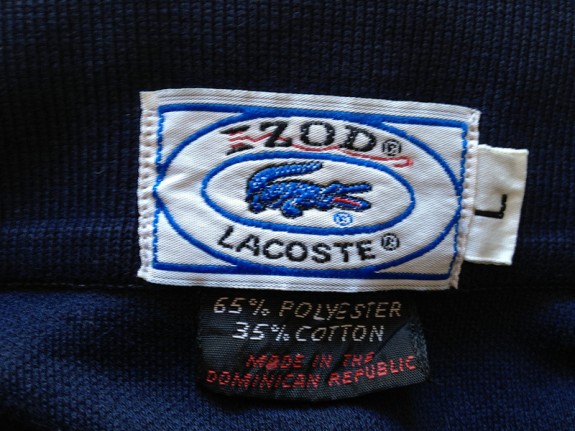 IZOD®
®
LACOSTE®
L
65% POLYESTER
35% COTTON
MADE IN THE
DOMINICAN REPUBLIC